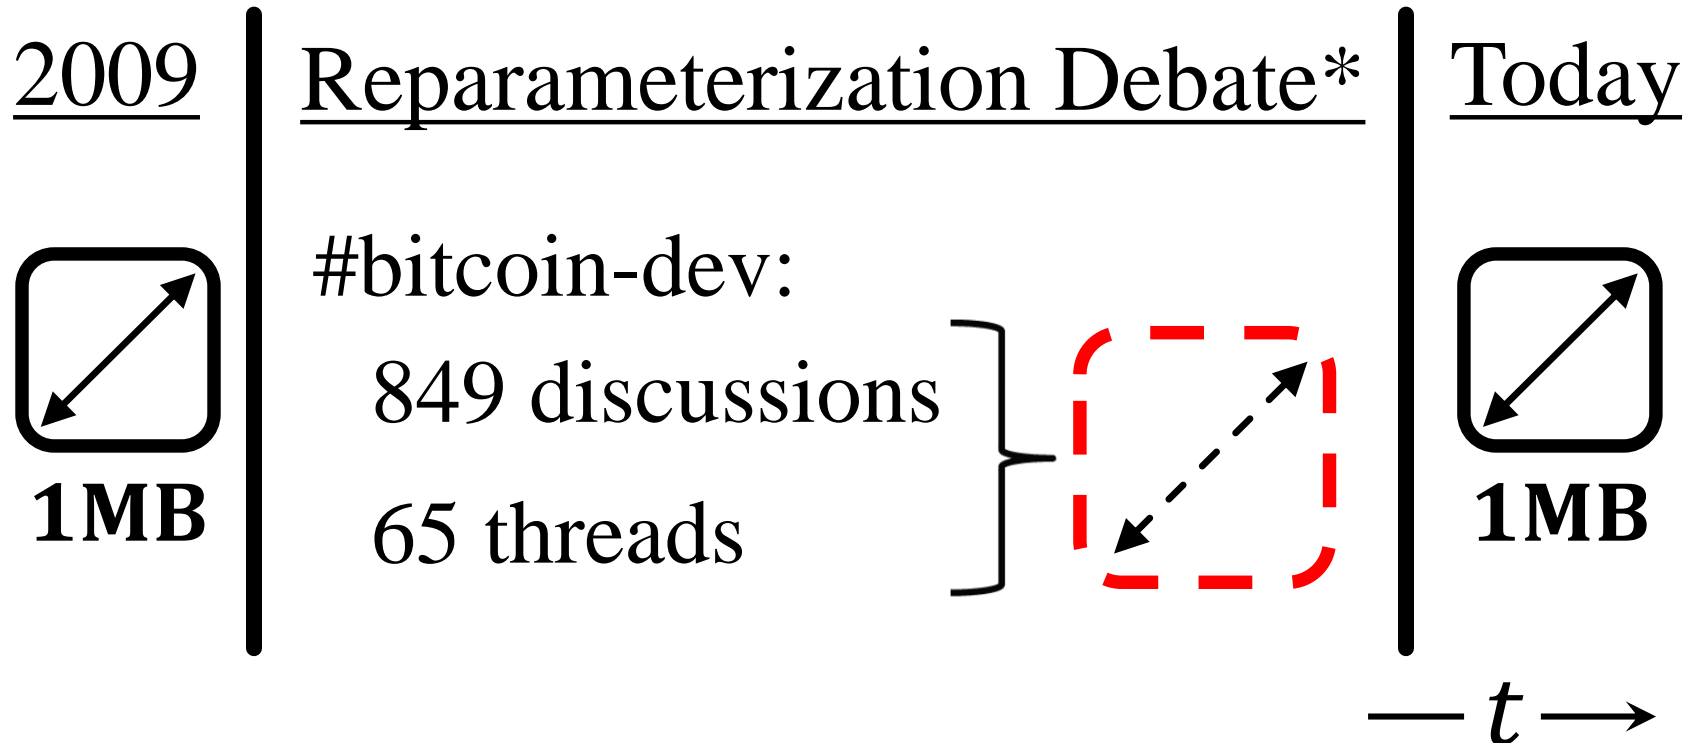 2009
Reparameterization Debate*
Today
#bitcoin-dev:
849 discussions
65 threads
1MB
1MB
t